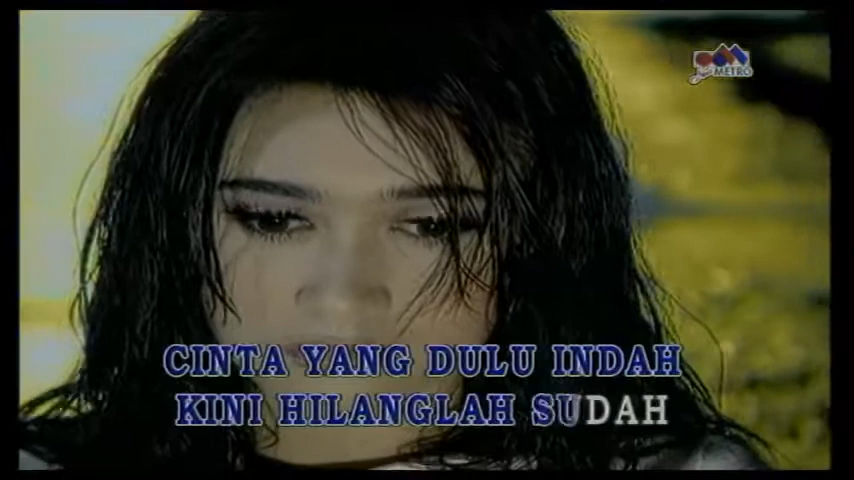 METRO
CINTA YANG DULU INDAH
KINI HILANGLAH SUDAH